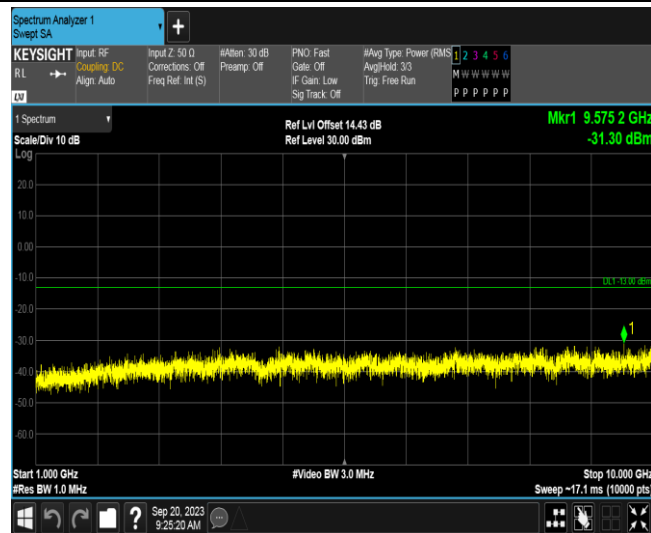 Spectrum Analyzer 1
Swept SA
+
KEYSIGHT
RL
LXI
Input: RF
Coupling: DC
Align: Auto
Input Z: 50 Ω
Corrections: Off
Freq Ref: Int (S)
#Atten: 30 dB
Preamp: Off
PNO: Fast
Gate: Off
IF Gain: Low
Sig Track: Off
#Avg Type: Power (RMS
Avg|Hold: 3/3
Trig: Free Run
1 2 3 4 5 6
M W W W W W
P P P P P P
1 Spectrum
Scale/Div 10 dB
Log
Ref Lvl Offset 14.43 dB
Ref Level 30.00 dBm
Mkr1 9.575 2 GHz
-31.30 dBm
20.0
10.0
0.00
-10.0
DL1 -13.00 dBm
-20.0
1
-30.0
-40.0
-50.0
-60.0
Start 1.000 GHz
#Res BW 1.0 MHz
#Video BW 3.0 MHz
Stop 10.000 GHz
Sweep ~17.1 ms (10000 pts)
?
Sep 20, 2023
9:25:20 AM